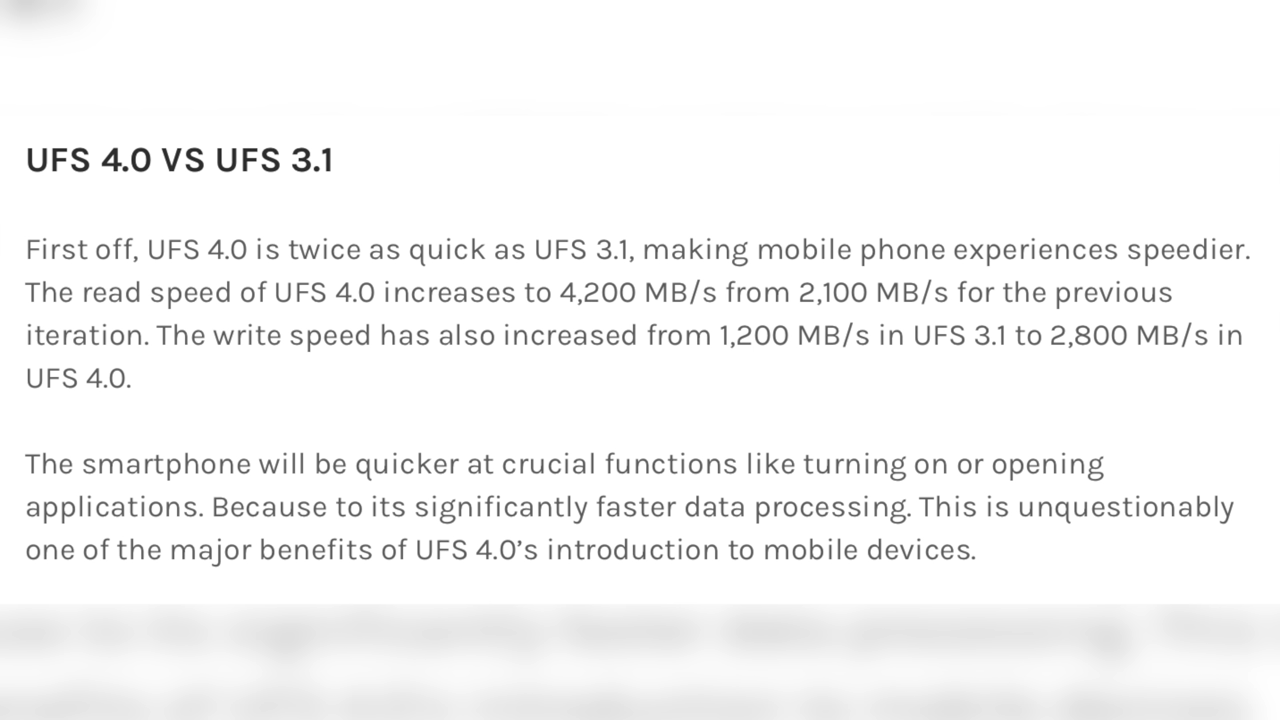 UFS 4.0 VS UFS 3.1
First off, UFS 4.0 is twice as quick as UFS 3.1, making mobile phone experiences speedier.
The read speed of UFS 4.0 increases to 4,200 MB/s from 2,100 MB/s for the previous
iteration. The write speed has also increased from 1,200 MB/s in UFS 3.1 to 2,800 MB/s in
UFS 4.0.
The smartphone will be quicker at crucial functions like turning on or opening
applications. Because to its significantly faster data processing. This is unquestionably
one of the major benefits of UFS 4.0’s introduction to mobile devices.